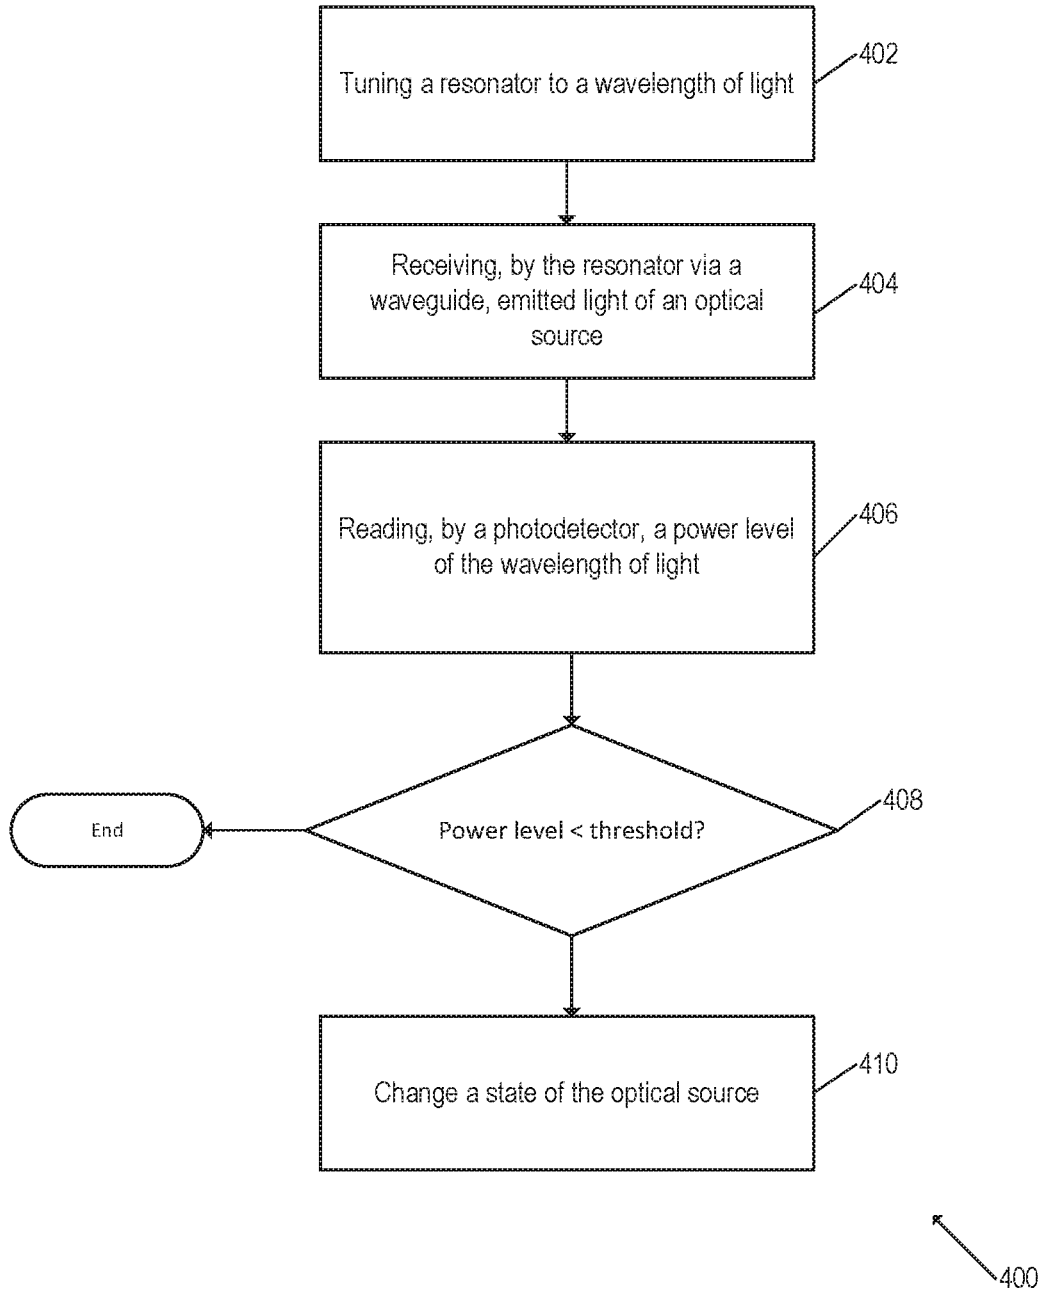 402
Tuning a resonator to a wavelength of light
Receiving, by the resonator via a
waveguide, emitted light of an optical
source
404
Reading, by a photodetector, a power level
of the wavelength of light
406
408
End
Power level < threshold?
Change a state of the optical source
410
400